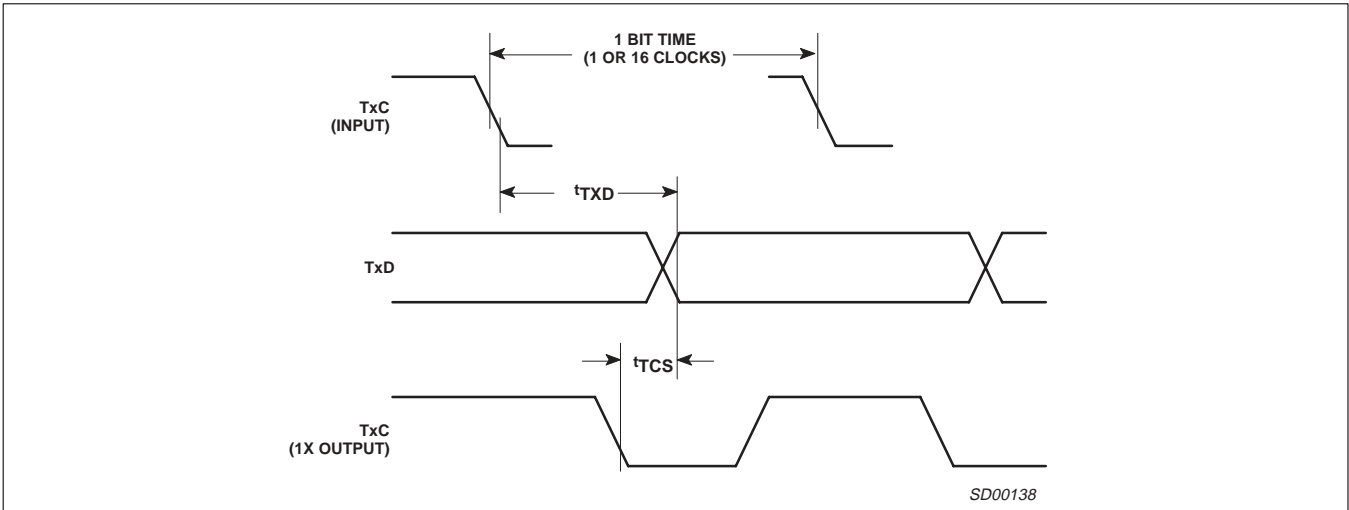 1 BIT TIME
(1 OR 16 CLOCKS)
TxC
(INPUT)
tTXD
TxD
tTCS
TxC
(1X OUTPUT)
SD00138